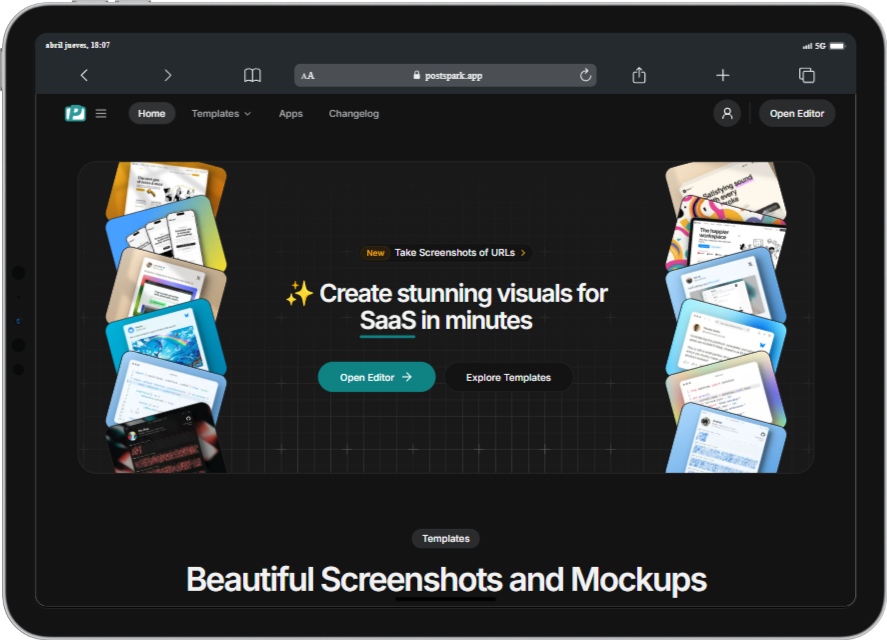 abril jueves, 18:07
5G
AA
postspark.app
Home
Templates
Apps
Changelog
Open Editor
New Take Screenshots of URLs
✨ Create stunning visuals for
SaaS in minutes
Open Editor →
Explore Templates
Satisfying sound
The happier
workspace
Templates
Beautiful Screenshots and Mockups